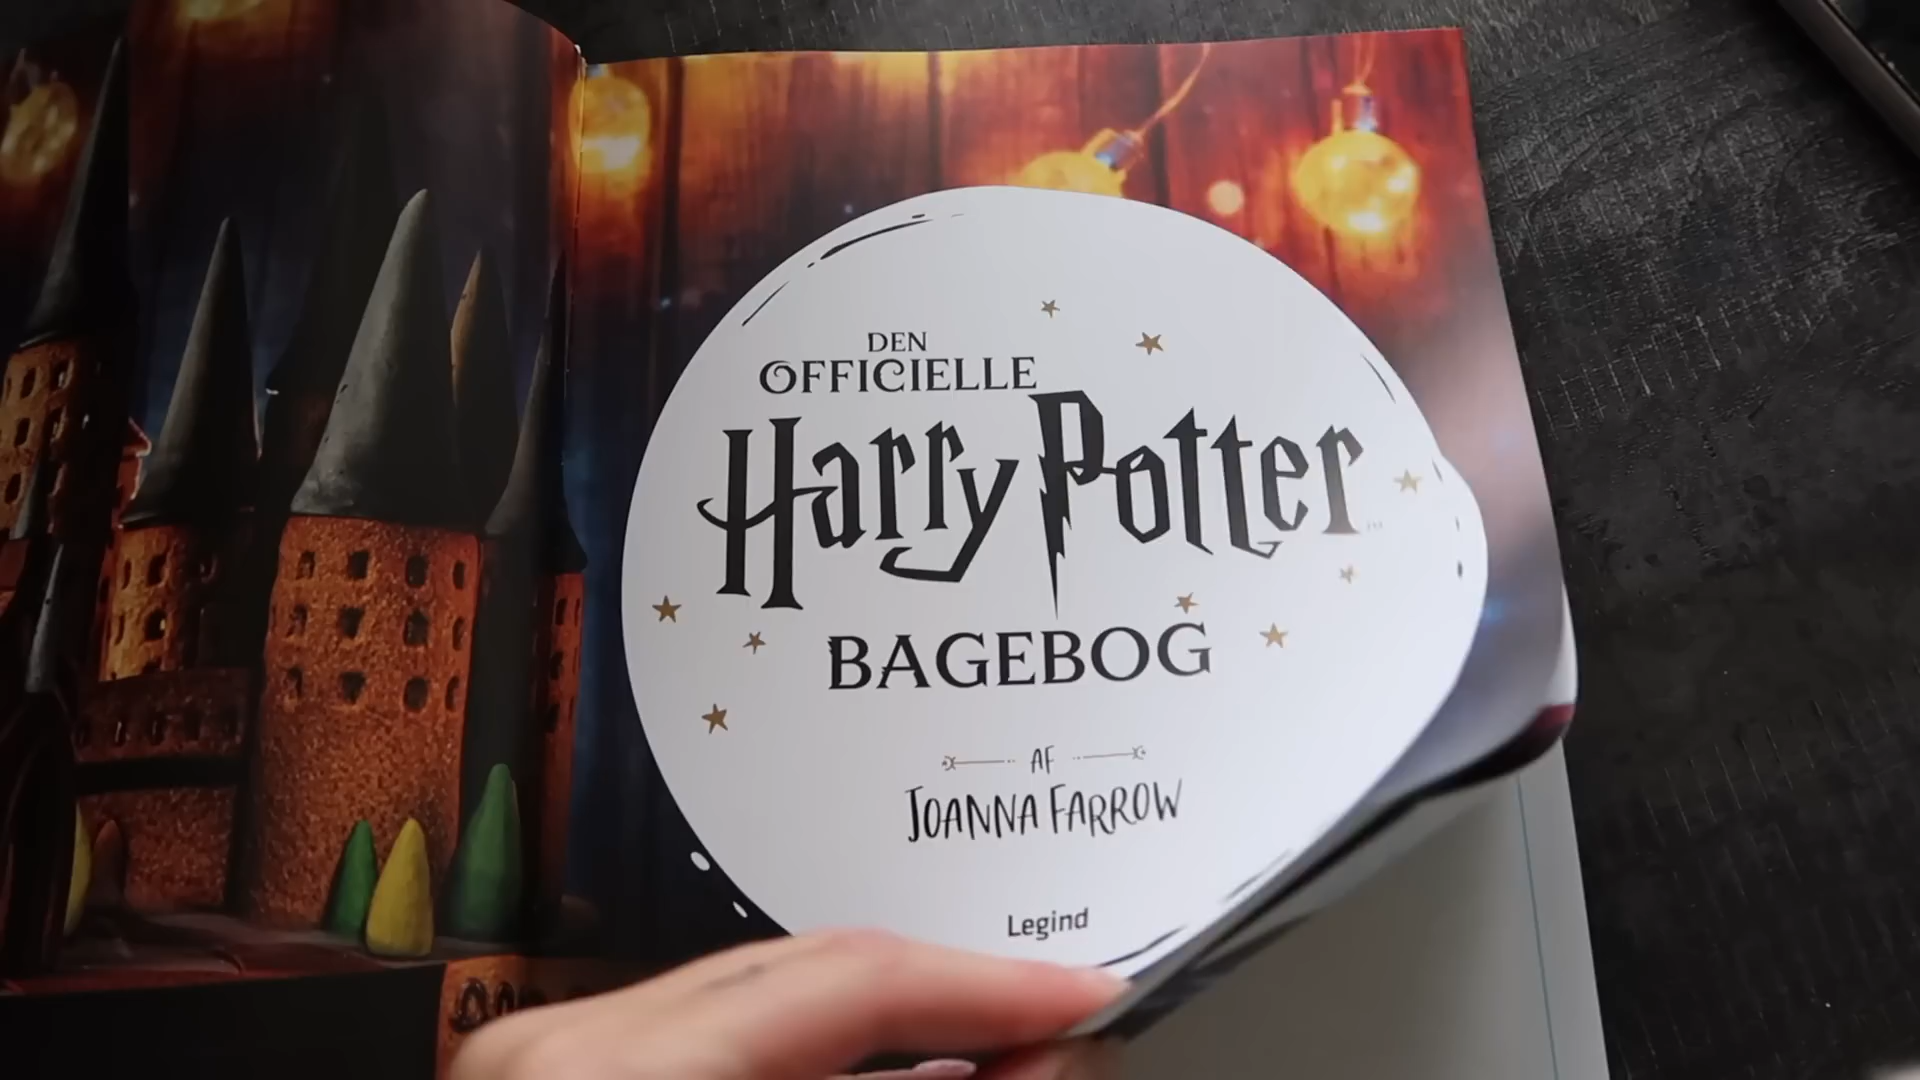 DEN
OFFICIELLE
Harry Potter
BAGEBOG
AF
JOANNA FARROW
Legind